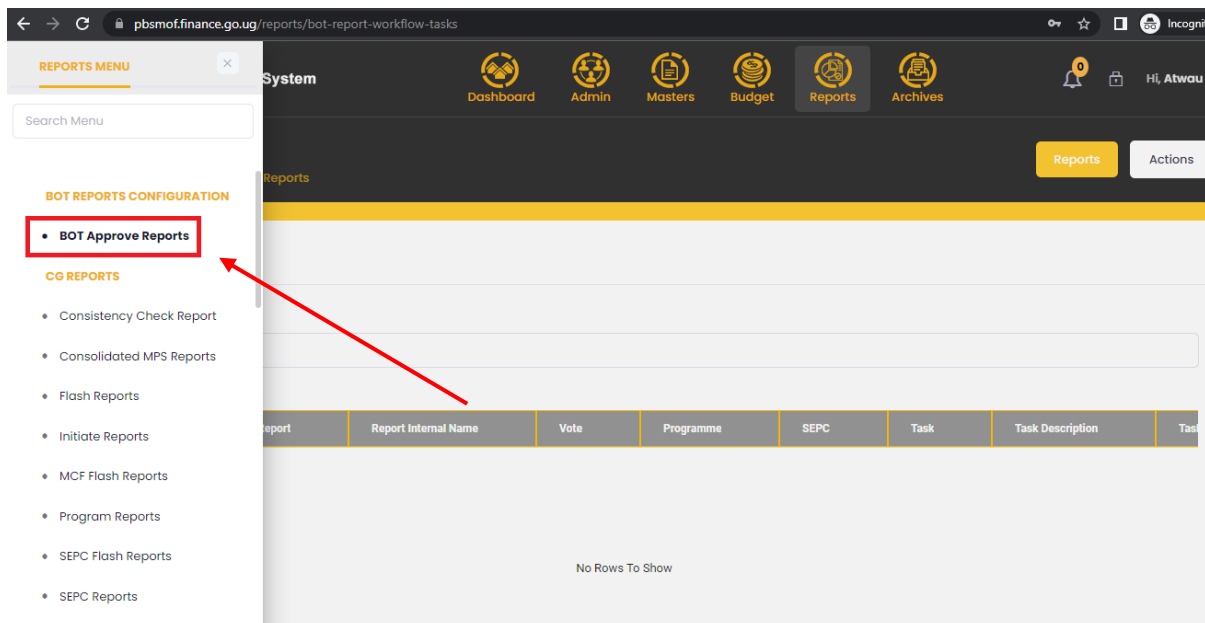 pbsmof.finance.go.ug/reports/bot-report-workflow-tasks
Incogni
REPORTS MENU
Search Menu
BOT REPORTS CONFIGURATION
BOT Approve Reports
CG REPORTS
Consistency Check Report
Consolidated MPS Reports
Flash Reports
Initiate Reports
MCF Flash Reports
Program Reports
SEPC Flash Reports
SEPC Reports
System
Dashboard Admin Masters Budget Reports Archives
0
Hi, Atwau
Reports Actions
Reports
eport Report Internal Name Vote Programme SEPC Task Task Description Tas
No Rows To Show